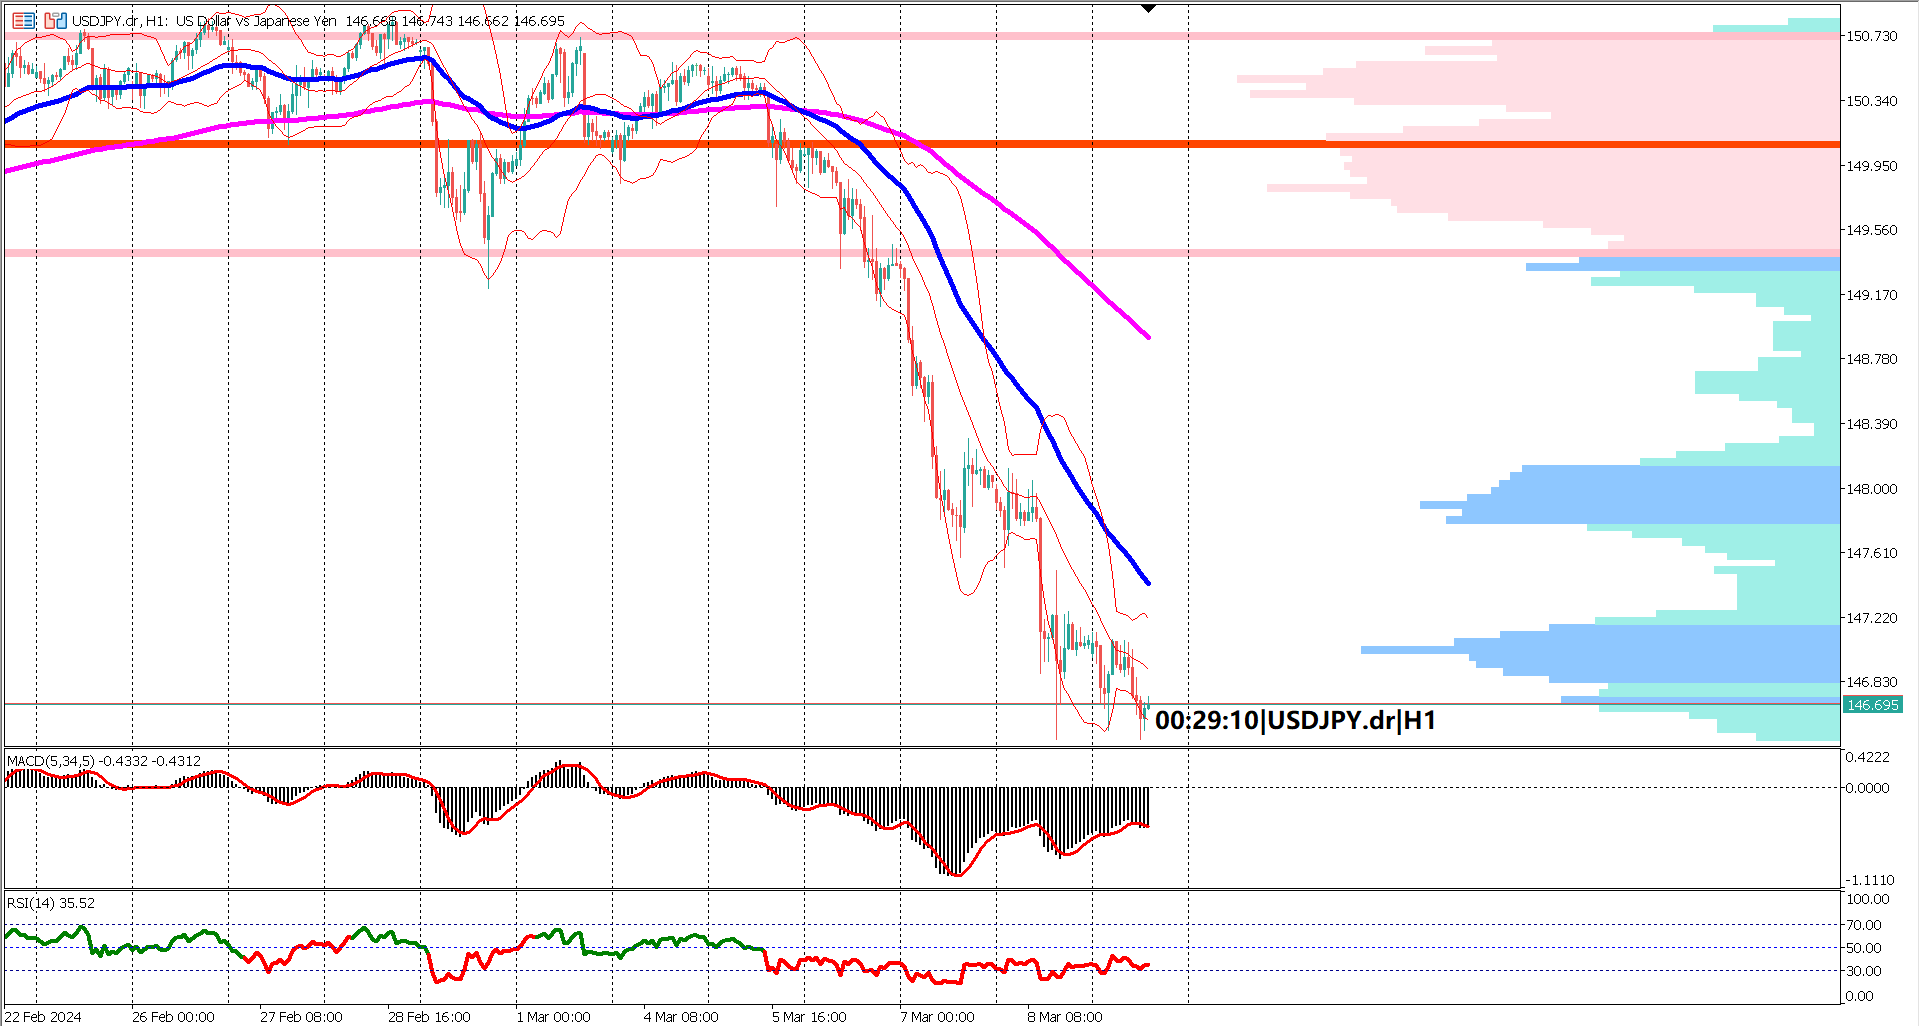 USDJPY.dr, H1: US Dollar vs Japanese Yen 146.668 146.743 146.662 146.695
150.730
150.340
149.950
149.560
149.170
148.780
148.390
148.000
147.610
147.220
146.830
146.695
00:29:10|USDJPY.dr|H1
MACD(5,34,5) -0.4332 -0.4312
0.4222
0.0000
-1.1110
RSI(14) 35.52
100.00
70.00
50.00
30.00
0.00
22 Feb 2024
26 Feb 00:00
27 Feb 08:00
28 Feb 16:00
1 Mar 00:00
4 Mar 08:00
5 Mar 16:00
7 Mar 00:00
8 Mar 08:00